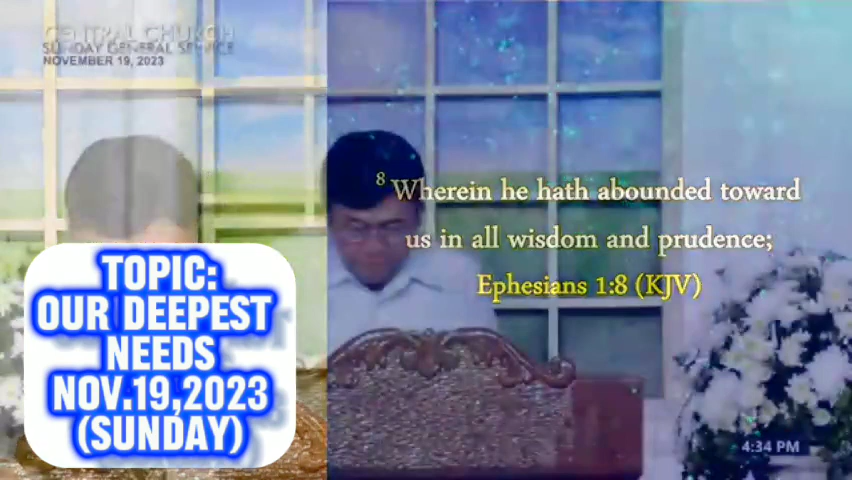 CENTRAL CHURCH
SUNDAY GENERAL SERVICE
NOVEMBER 19, 2023
8 Wherein he hath abounded toward
us in all wisdom and prudence;
Ephesians 1:8 (KJV)
TOPIC:
OUR DEEPEST
NEEDS
NOV.19,2023
(SUNDAY)
4:34 PM